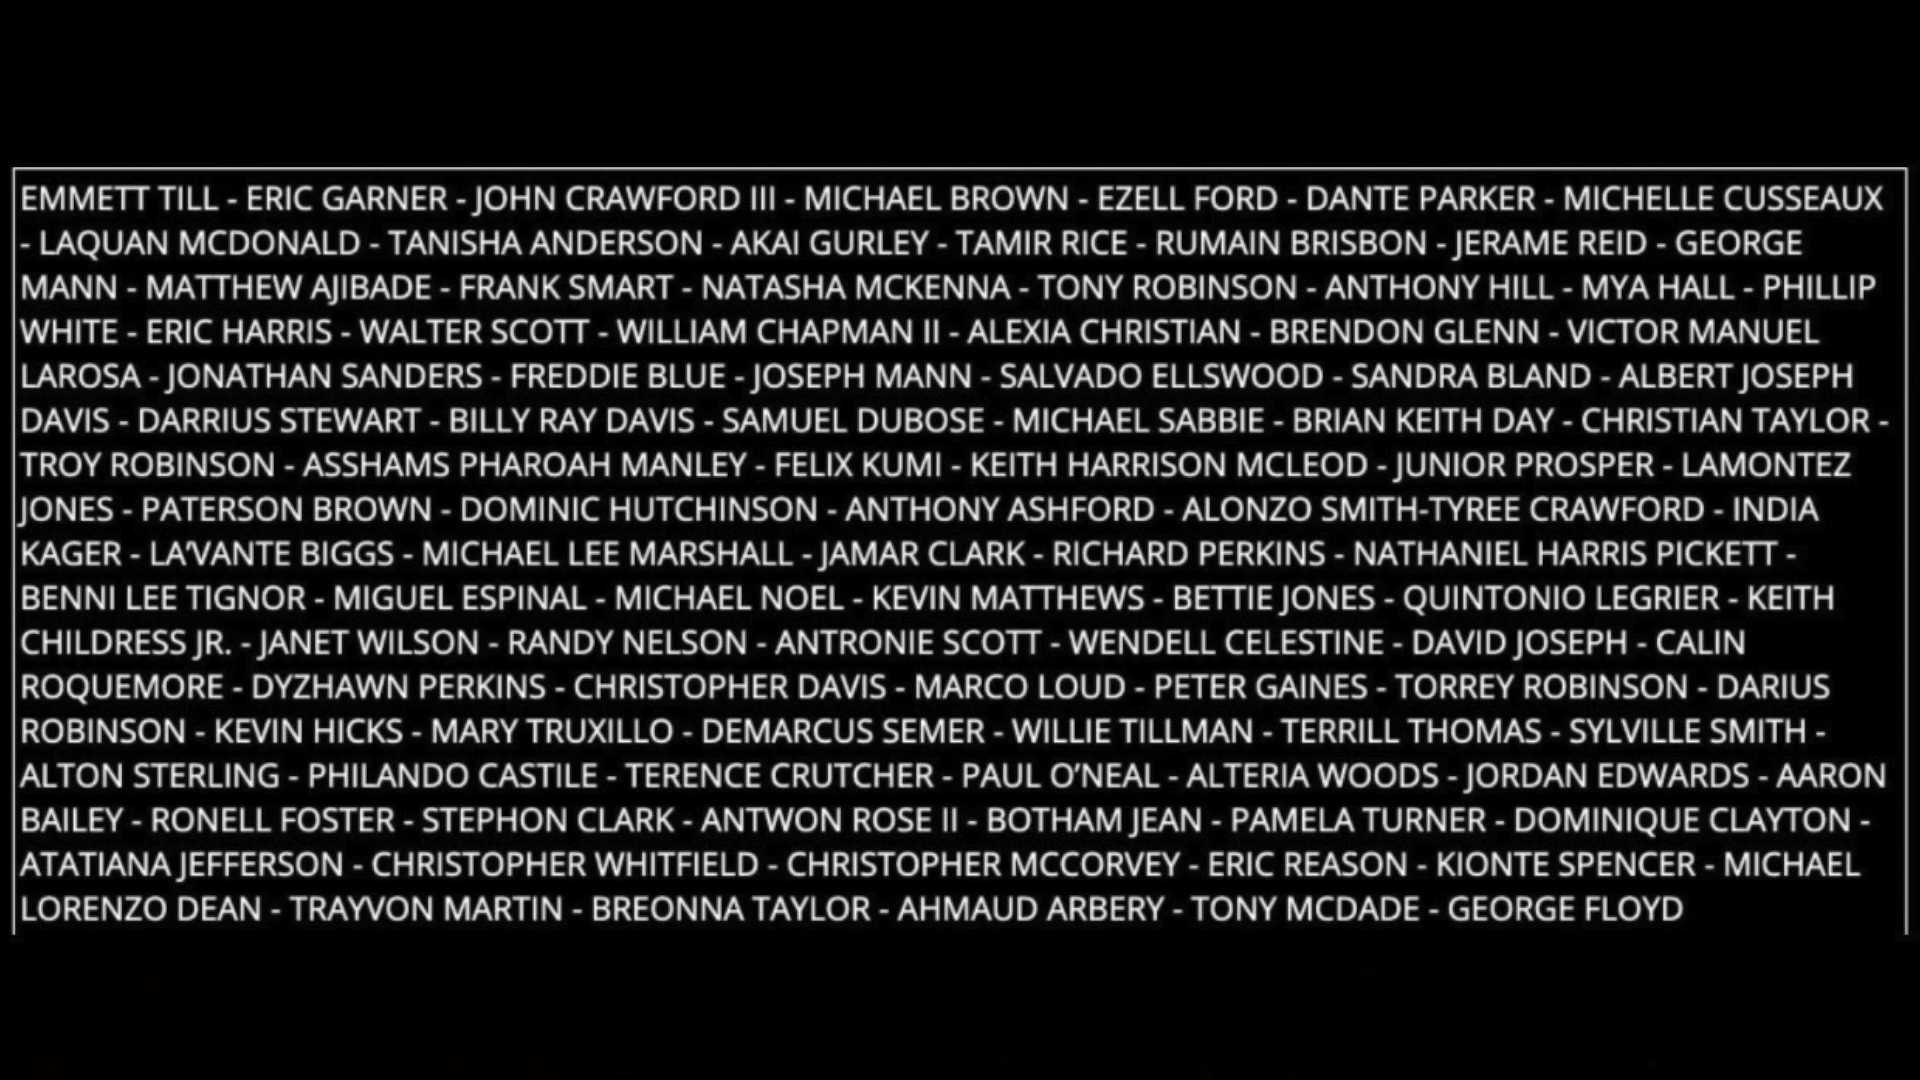 EMMETT TILL - ERIC GARNER - JOHN CRAWFORD III - MICHAEL BROWN - EZELL FORD - DANTE PARKER - MICHELLE CUSSEAUX
- LAQUAN MCDONALD - TANISHA ANDERSON - AKAI GURLEY - TAMIR RICE - RUMAIN BRISBON - JERAME REID - GEORGE
MANN - MATTHEW AJIBADE - FRANK SMART - NATASHA MCKENNA - TONY ROBINSON - ANTHONY HILL - MYA HALL - PHILLIP
WHITE - ERIC HARRIS - WALTER SCOTT - WILLIAM CHAPMAN II - ALEXIA CHRISTIAN - BRENDON GLENN - VICTOR MANUEL
LAROSA - JONATHAN SANDERS - FREDDIE BLUE - JOSEPH MANN - SALVADO ELLSWOOD - SANDRA BLAND - ALBERT JOSEPH
DAVIS - DARRIUS STEWART - BILLY RAY DAVIS - SAMUEL DUBOSE - MICHAEL SABBIE - BRIAN KEITH DAY - CHRISTIAN TAYLOR -
TROY ROBINSON - ASSHAMS PHAROAH MANLEY - FELIX KUMI - KEITH HARRISON MCLEOD - JUNIOR PROSPER - LAMONTEZ
JONES - PATERSON BROWN - DOMINIC HUTCHINSON - ANTHONY ASHFORD - ALONZO SMITH-TYREE CRAWFORD - INDIA
KAGER - LA'VANTE BIGGS - MICHAEL LEE MARSHALL - JAMAR CLARK - RICHARD PERKINS - NATHANIEL HARRIS PICKETT -
BENNI LEE TIGNOR - MIGUEL ESPINAL - MICHAEL NOEL - KEVIN MATTHEWS - BETTIE JONES - QUINTONIO LEGRIER - KEITH
CHILDRESS JR. - JANET WILSON - RANDY NELSON - ANTRONIE SCOTT - WENDELL CELESTINE - DAVID JOSEPH - CALIN
ROQUEMORE - DYZHAWN PERKINS - CHRISTOPHER DAVIS - MARCO LOUD - PETER GAINES - TORREY ROBINSON - DARIUS
ROBINSON - KEVIN HICKS - MARY TRUXILLO - DEMARCUS SEMER - WILLIE TILLMAN - TERRILL THOMAS - SYLVILLE SMITH -
ALTON STERLING - PHILANDO CASTILE - TERENCE CRUTCHER - PAUL O'NEAL - ALTERIA WOODS - JORDAN EDWARDS - AARON
BAILEY - RONELL FOSTER - STEPHON CLARK - ANTWON ROSE II - BOTHAM JEAN - PAMELA TURNER - DOMINIQUE CLAYTON -
ATATIANA JEFFERSON - CHRISTOPHER WHITFIELD - CHRISTOPHER MCCORVEY - ERIC REASON - KIONTE SPENCER - MICHAEL
LORENZO DEAN - TRAYVON MARTIN - BREONNA TAYLOR - AHMAUD ARBERY - TONY MCDADE - GEORGE FLOYD